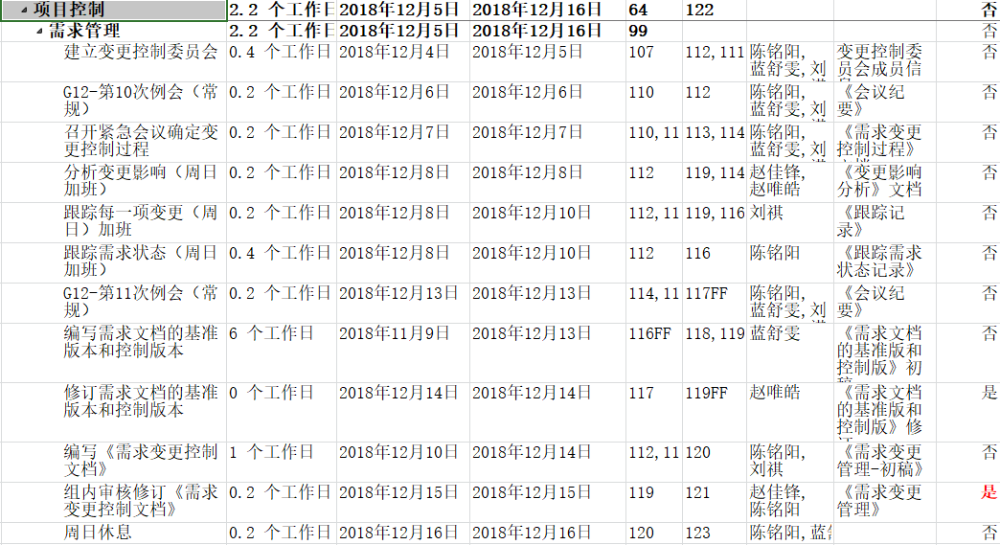 项目控制 2.2 个工作日 2018年12月5日 2018年12月16日 64 122 否
需求管理 2.2 个工作日 2018年12月5日 2018年12月16日 99 否
建立变更控制委员会 0.4 个工作日 2018年12月4日 2018年12月5日 107 112,111 陈铭阳, 变更控制委 否
蓝舒雯,刘 员会成员信
G12-第10次例会（常 0.2 个工作日 2018年12月6日 2018年12月6日 110 112 陈铭阳, 《会议纪 否
规） 蓝舒雯,刘 要》
召开紧急会议确定变 0.2 个工作日 2018年12月7日 2018年12月7日 110,11 113,114 陈铭阳, 《需求变更 否
更控制过程 蓝舒雯,刘 控制过程》
分析变更影响（周日 0.2 个工作日 2018年12月8日 2018年12月8日 112 119,114 赵佳锋, 《变更影响 否
加班） 赵唯皓 分析》文档
跟踪每一项变更（周 0.2 个工作日 2018年12月8日 2018年12月10日 112,11 119,116 刘祺 《跟踪记 否
日）加班 录》
跟踪需求状态（周日 0.4 个工作日 2018年12月8日 2018年12月10日 112 116 陈铭阳 《跟踪需求 否
加班） 状态记录》
G12-第11次例会（常 0.2 个工作日 2018年12月13日 2018年12月13日 114,11 117FF 陈铭阳, 《会议纪 否
规） 蓝舒雯,刘 要》
编写需求文档的基准 6 个工作日 2018年11月9日 2018年12月13日 116FF 118,119 蓝舒雯 《需求文档 否
版本和控制版本 的基准版和
控制版》初
修订需求文档的基准 0 个工作日 2018年12月14日 2018年12月14日 117 119FF 赵唯皓 《需求文档 是
版本和控制版本 的基准版和
控制版》修
编写《需求变更控制 1 个工作日 2018年12月10日 2018年12月14日 112,11 120 陈铭阳, 《需求变更 否
文档》 刘祺 管理-初稿》
组内审核修订《需求 0.2 个工作日 2018年12月15日 2018年12月15日 119 121 赵佳锋, 《需求变更 是
变更控制文档》 陈铭阳 管理》
周日休息 0.2 个工作日 2018年12月16日 2018年12月16日 120 123 陈铭阳,蓝 否